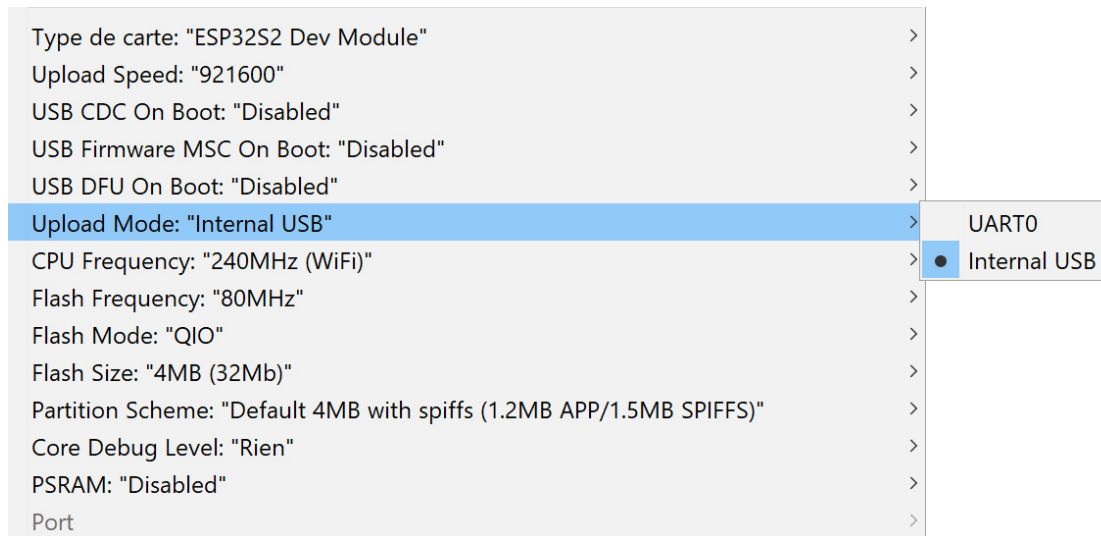 Type de carte: "ESP32S2 Dev Module"
Upload Speed: "921600"
USB CDC On Boot: "Disabled"
USB Firmware MSC On Boot: "Disabled"
USB DFU On Boot: "Disabled"
Upload Mode: "Internal USB"
UART0
Internal USB
CPU Frequency: "240MHz (WiFi)"
Flash Frequency: "80MHz"
Flash Mode: "QIO"
Flash Size: "4MB (32Mb)"
Partition Scheme: "Default 4MB with spiffs (1.2MB APP/1.5MB SPIFFS)"
Core Debug Level: "Rien"
PSRAM: "Disabled"
Port